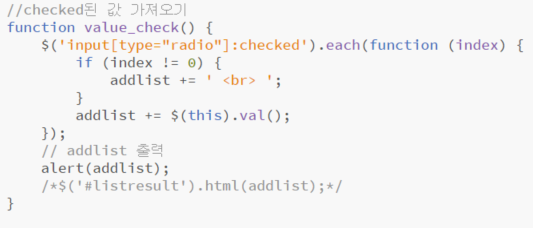 //checked된 값 가져오기
function value_check() {
    $('input[type="radio"]:checked').each(function (index) {
        if (index != 0) {
            addlist += ' <br> ';
        }
        addlist += $(this).val();
    });
    // addlist 출력
    alert(addlist);
    /*$('#listresult').html(addlist);*/
}